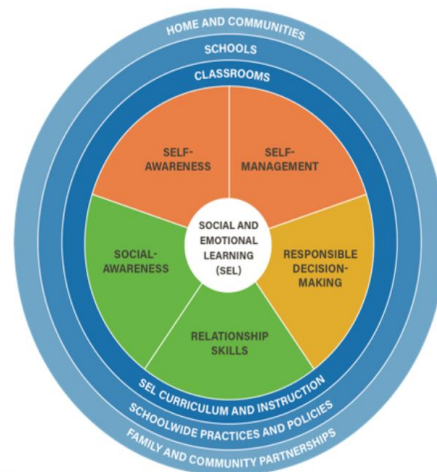 HOME AND COMMUNITIES
SCHOOLS
CLASSROOMS
SELF-
AWARENESS
SELF-
MANAGEMENT
SOCIAL AND
EMOTIONAL
LEARNING
(SEL)
SOCIAL-
AWARENESS
RESPONSIBLE
DECISION-
MAKING
RELATIONSHIP
SKILLS
SEL CURRICULUM AND INSTRUCTION
SCHOOLWIDE PRACTICES AND POLICIES
FAMILY AND COMMUNITY PARTNERSHIPS